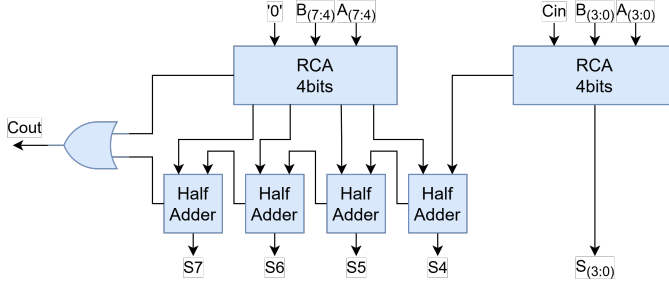 '0' B(7:4) A(7:4)
Cin B(3:0) A(3:0)
RCA
4bits
RCA
4bits
Cout
Half
Adder
Half
Adder
Half
Adder
Half
Adder
S7
S6
S5
S4
S(3:0)